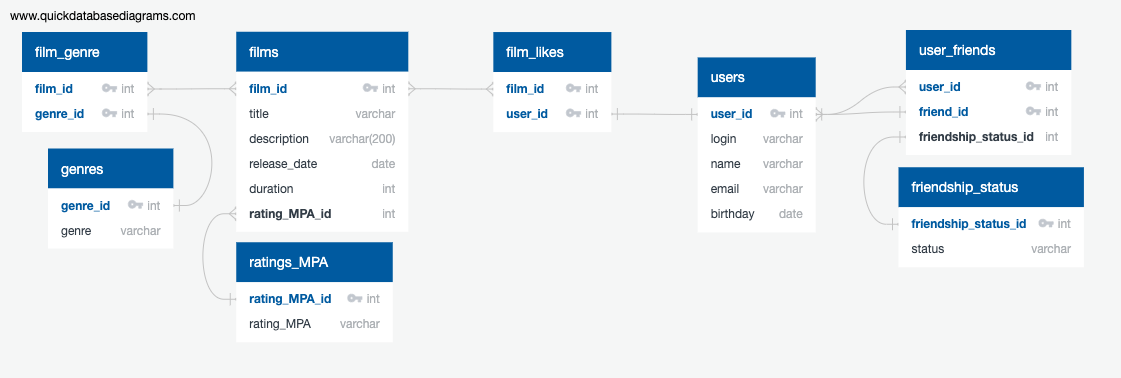 www.quickdatabasediagrams.com
film_genre
film_id int
genre_id int
genres
genre_id int
genre varchar
films
film_id int
title varchar
description varchar(200)
release_date date
duration int
rating_MPA_id int
ratings_MPA
rating_MPA_id int
rating_MPA varchar
film_likes
film_id int
user_id int
users
user_id int
login varchar
name varchar
email varchar
birthday date
user_friends
user_id int
friend_id int
friendship_status_id int
friendship_status
friendship_status_id int
status varchar